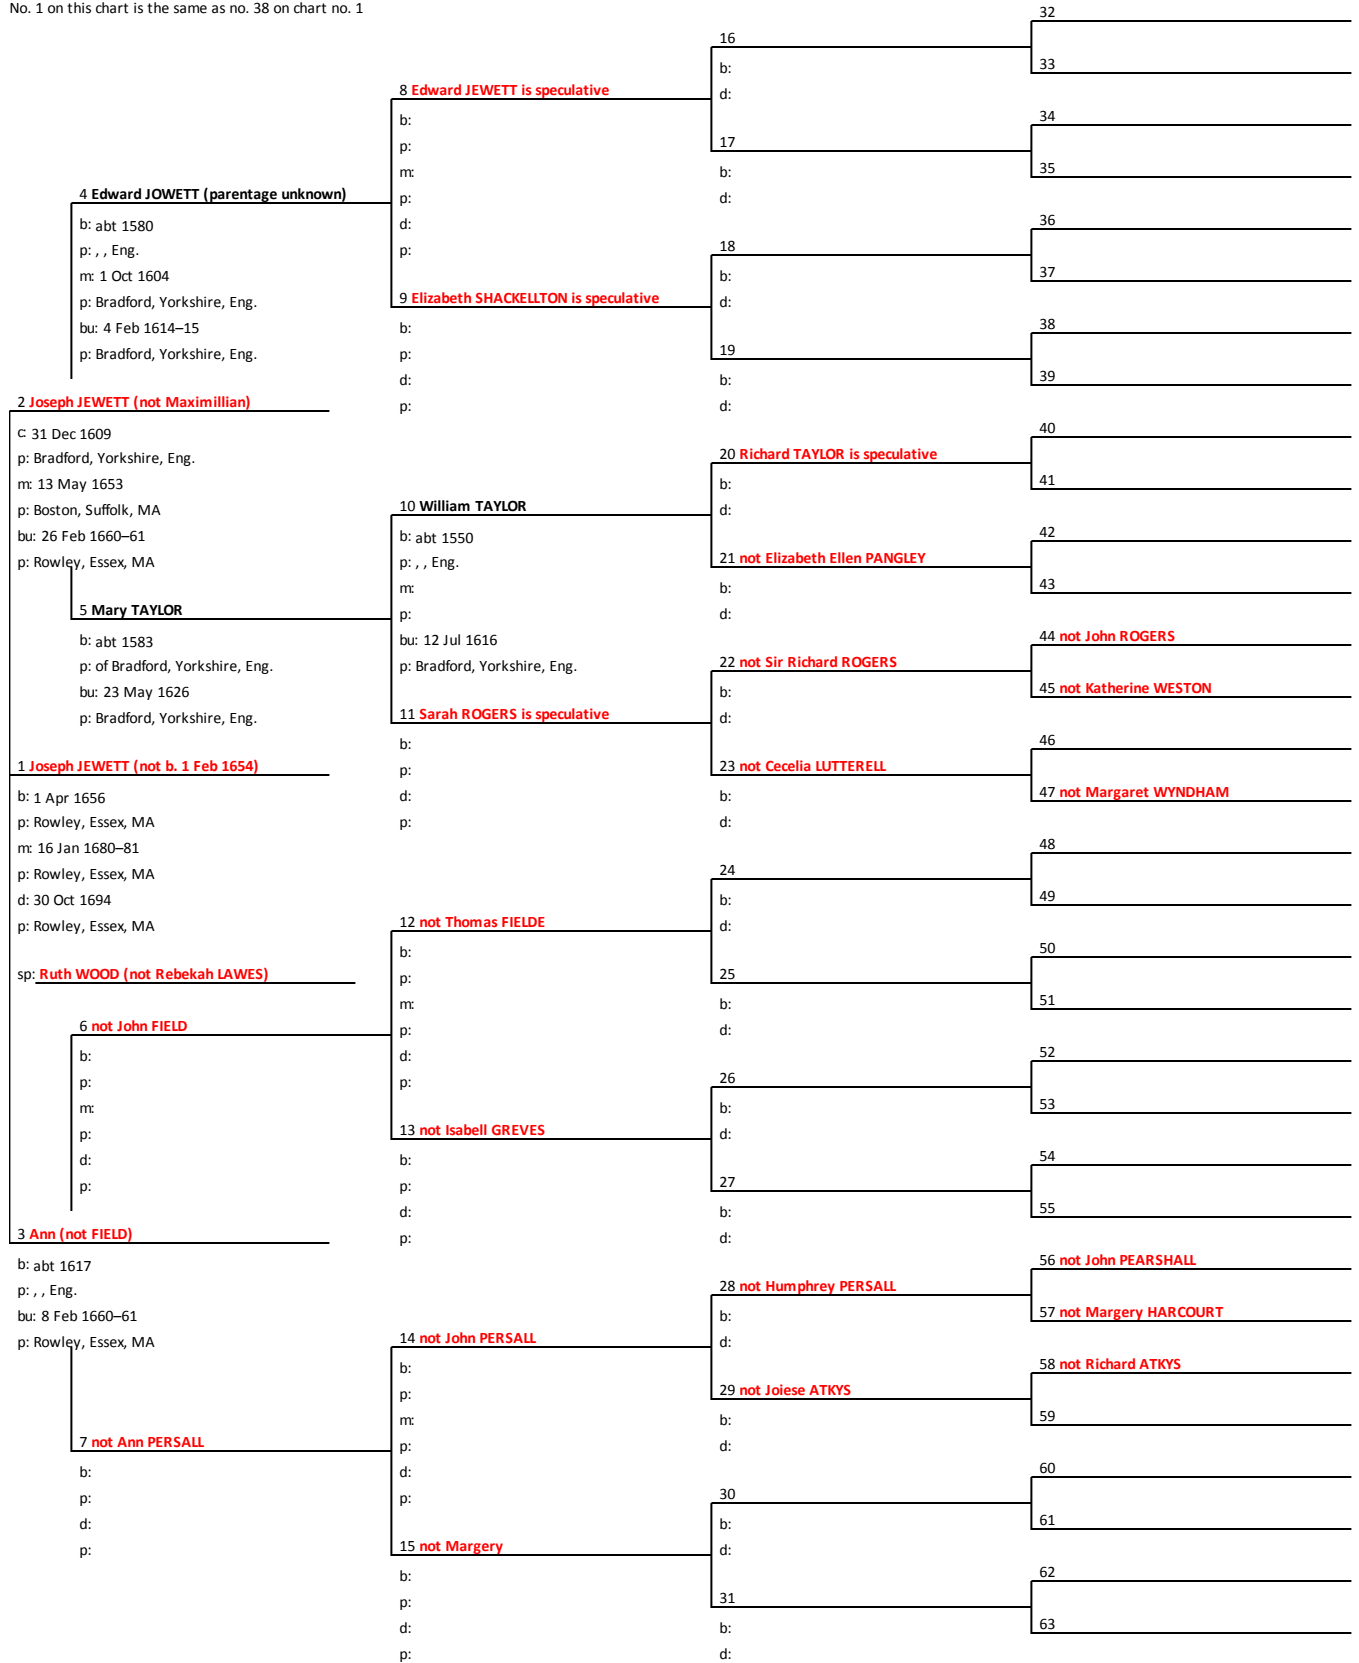 No. 1 on this chart is the same as no. 38 on chart no. 1
2 Joseph JEWETT (not Maximillian)
c: 31 Dec 1609
p: Bradford, Yorkshire, Eng.
m: 13 May 1653
p: Boston, Suffolk, MA
bu: 26 Feb 1660–61
p: Rowley, Essex, MA
1 Joseph JEWETT (not b. 1 Feb 1654)
b: 1 Apr 1656
p: Rowley, Essex, MA
m: 16 Jan 1680–81
p: Rowley, Essex, MA
d: 30 Oct 1694
p: Rowley, Essex, MA
sp: Ruth WOOD (not Rebekah LAWES)
3 Ann (not FIELD)
b: abt 1617
p: , , Eng.
bu: 8 Feb 1660–61
p: Rowley, Essex, MA
4 Edward JOWETT (parentage unknown)
b: abt 1580
p: , , Eng.
m: 1 Oct 1604
p: Bradford, Yorkshire, Eng.
bu: 4 Feb 1614–15
p: Bradford, Yorkshire, Eng.
5 Mary TAYLOR
b: abt 1583
p: of Bradford, Yorkshire, Eng.
bu: 23 May 1626
p: Bradford, Yorkshire, Eng.
6 not John FIELD
b:
p:
m:
p:
d:
p:
7 not Ann PERSALL
b:
p:
d:
p:
8 Edward JEWETT is speculative
b:
p:
m:
p:
d:
p:
9 Elizabeth SHACKELLTON is speculative
b:
p:
d:
p:
10 William TAYLOR
b: abt 1550
p: , , Eng.
m:
p:
bu: 12 Jul 1616
p: Bradford, Yorkshire, Eng.
11 Sarah ROGERS is speculative
b:
p:
d:
p:
12 not Thomas FIELDE
b:
p:
m:
p:
d:
p:
13 not Isabell GREVES
b:
p:
d:
p:
14 not John PERSALL
b:
p:
m:
p:
d:
p:
15 not Margery
b:
p:
d:
p:
16
b:
d:
17
b:
d:
18
b:
d:
19
b:
d:
20 Richard TAYLOR is speculative
b:
d:
21 not Elizabeth Ellen PANGLEY
b:
d:
22 not Sir Richard ROGERS
b:
d:
23 not Cecelia LUTTERELL
b:
d:
24
b:
d:
25
b:
d:
26
b:
d:
27
b:
d:
28 not Humphrey PERSALL
b:
d:
29 not Joiese ATKYS
b:
d:
30
b:
d:
31
b:
d:
32
33
34
35
36
37
38
39
40
41
42
43
44 not John ROGERS
45 not Katherine WESTON
46
47 not Margaret WYNDHAM
48
49
50
51
52
53
54
55
56 not John PEARSHALL
57 not Margery HARCOURT
58 not Richard ATKYS
59
60
61
62
63